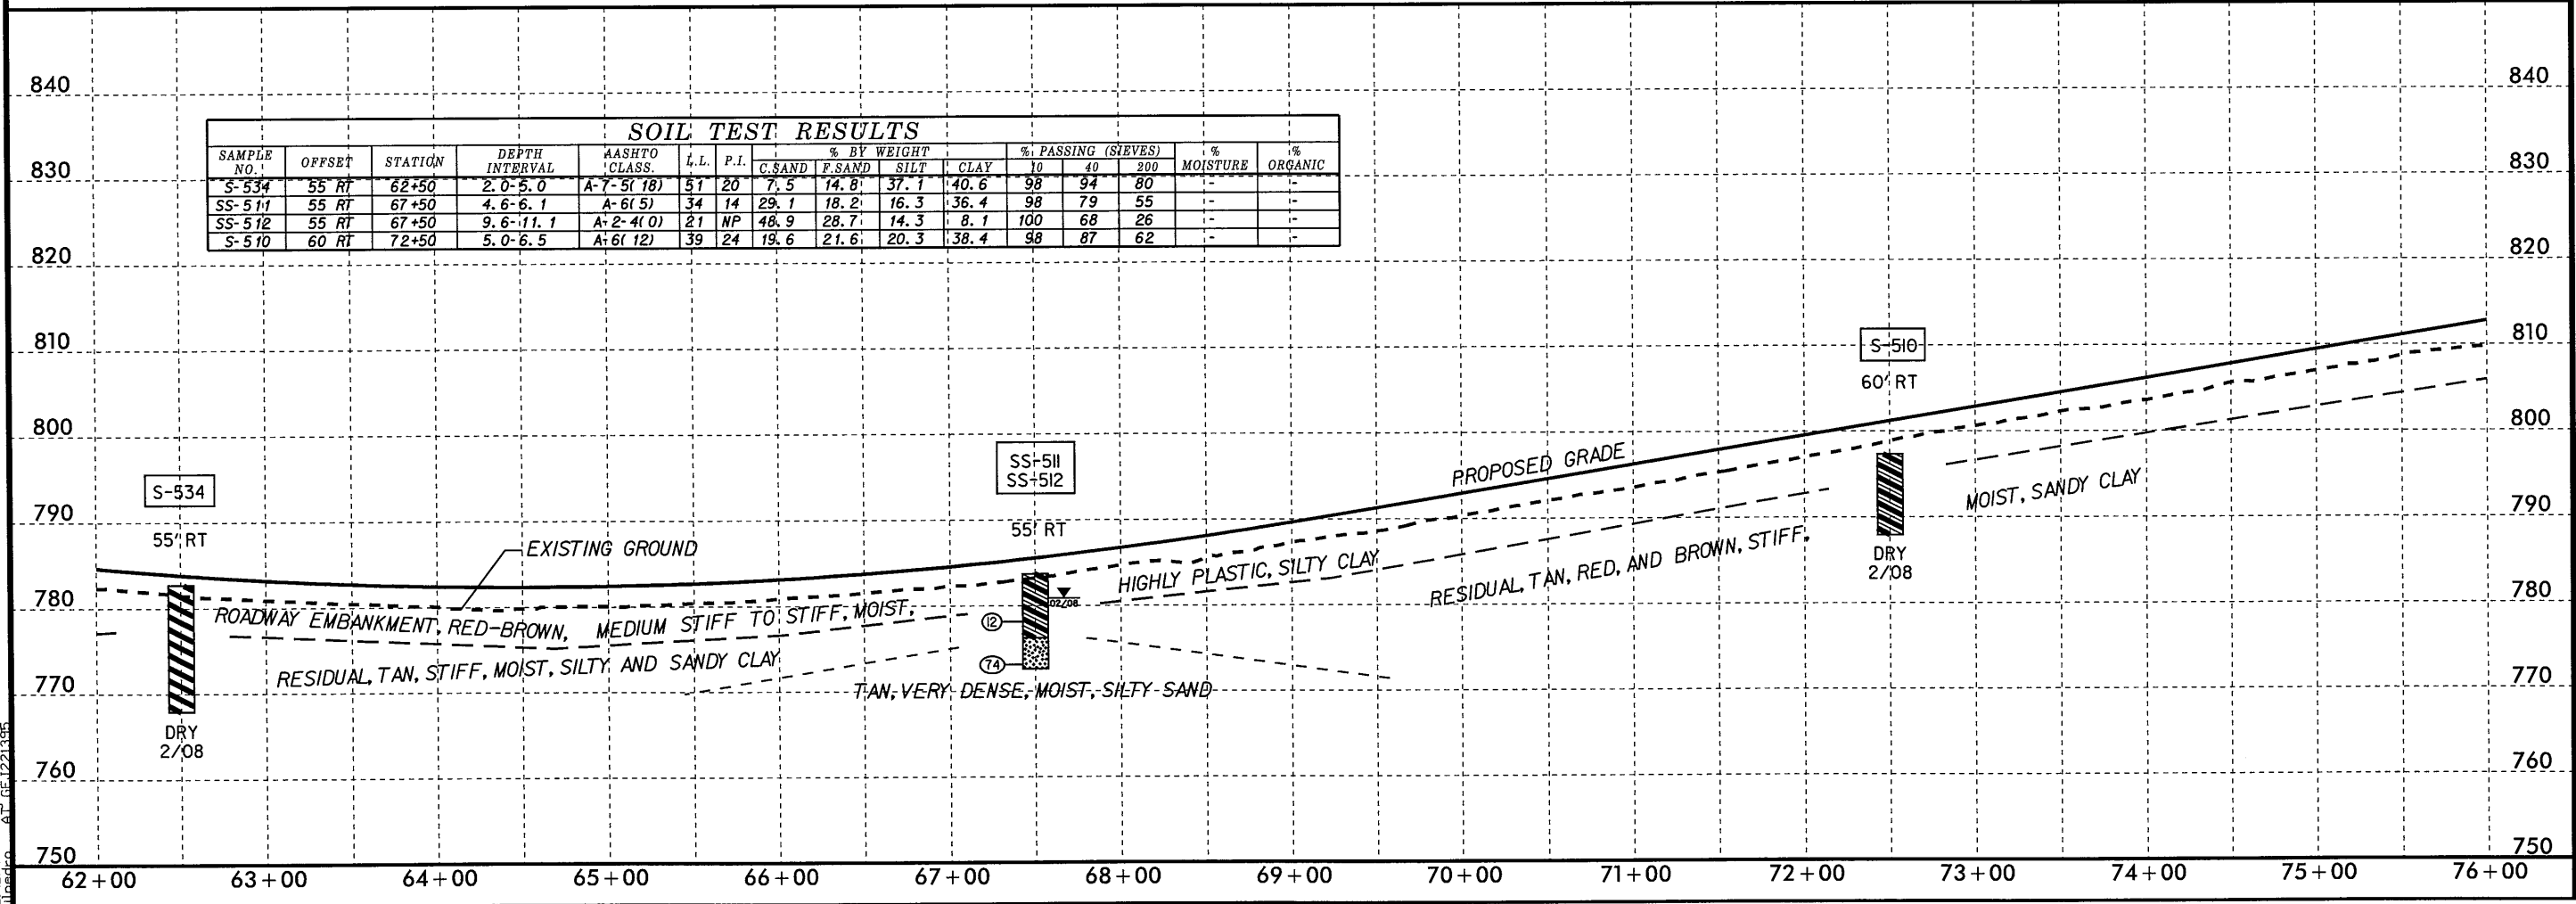 840 840
SOIL TEST RESULTS
SAMPLE NO. OFFSET STATION DEPTH INTERVAL AASHTO CLASS. L.L. P.I. % BY WEIGHT % PASSING (SIEVES) % MOISTURE % ORGANIC
C.SAND F.SAND SILT CLAY 10 40 200
S-534 55 RT 62+50 2.0-5.0 A-7-5(18) 51 20 7.5 14.8 37.1 40.6 98 94 80 - -
SS-511 55 RT 67+50 4.6-6.1 A-6(5) 34 14 29.1 18.2 16.3 36.4 98 79 55 - -
SS-512 55 RT 67+50 9.6-11.1 A-2-4(0) 21 NP 48.9 28.7 14.3 8.1 100 68 26 - -
S-510 60 RT 72+50 5.0-6.5 A-6(12) 39 24 19.6 21.6 20.3 38.4 98 87 62 - -
830 830
820 820
810 810
S-510
60' RT
800 800
PROPOSED GRADE
SS-511
SS-512
55' RT
S-534
55' RT
790 790
MOIST, SANDY CLAY
EXISTING GROUND
HIGHLY PLASTIC, SILTY CLAY
RESIDUAL, TAN, RED, AND BROWN, STIFF,
DRY
2/08
780 780
02/08
ROADWAY EMBANKMENT, RED-BROWN, MEDIUM STIFF TO STIFF, MOIST,
12
RESIDUAL, TAN, STIFF, MOIST, SILTY AND SANDY CLAY
74
770 770
TAN, VERY DENSE, MOIST, SILTY SAND
DRY
2/08
760 760
750 750
62+00 63+00 64+00 65+00 66+00 67+00 68+00 69+00 70+00 71+00 72+00 73+00 74+00 75+00 76+00
AT GE1221395